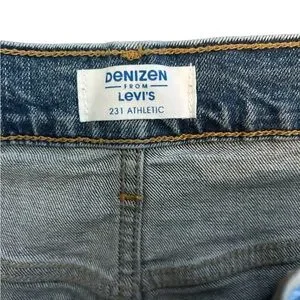 DENIZEN
FROM
LEVI'S
231 ATHLETIC